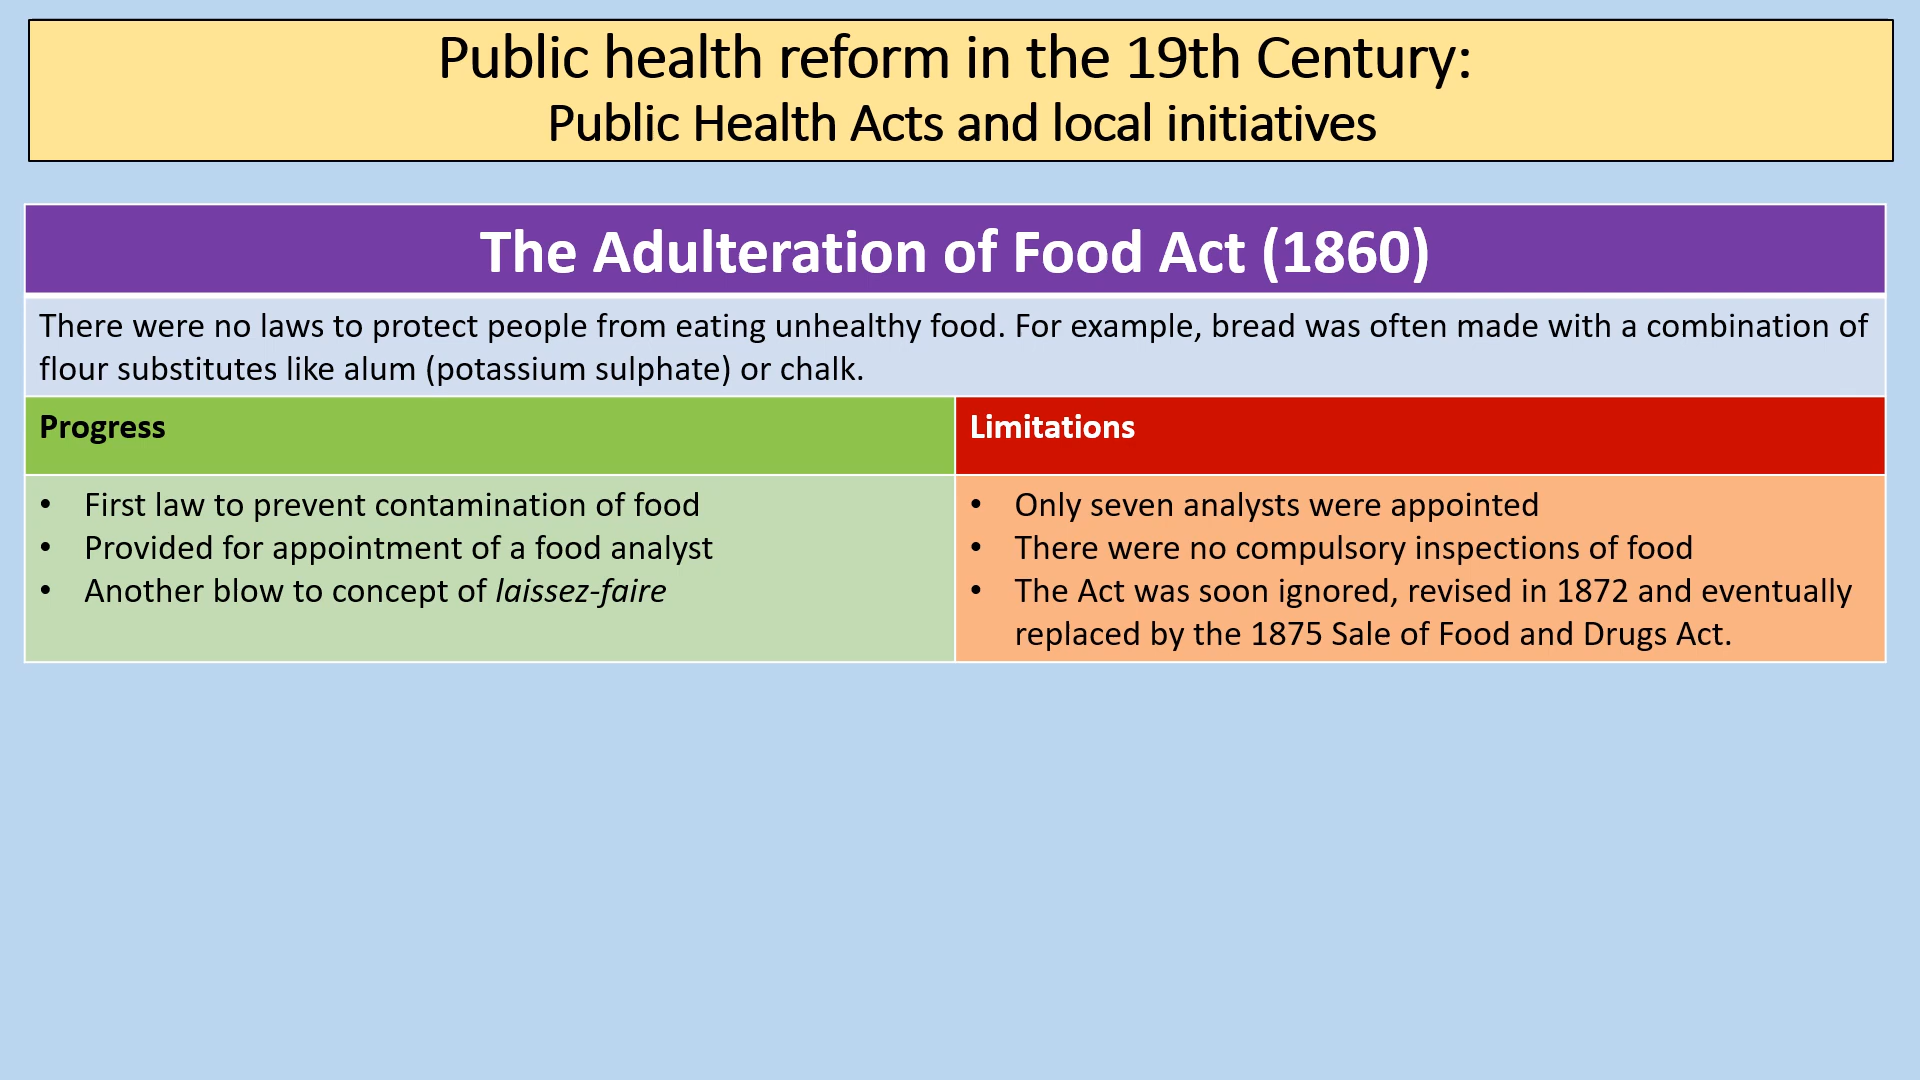 Public health reform in the 19th Century:
Public Health Acts and local initiatives
The Adulteration of Food Act (1860)
There were no laws to protect people from eating unhealthy food. For example, bread was often made with a combination of
flour substitutes like alum (potassium sulphate) or chalk.
Progress
• First law to prevent contamination of food
• Provided for appointment of a food analyst
• Another blow to concept of laissez-faire
Limitations
• Only seven analysts were appointed
• There were no compulsory inspections of food
• The Act was soon ignored, revised in 1872 and eventually
replaced by the 1875 Sale of Food and Drugs Act.